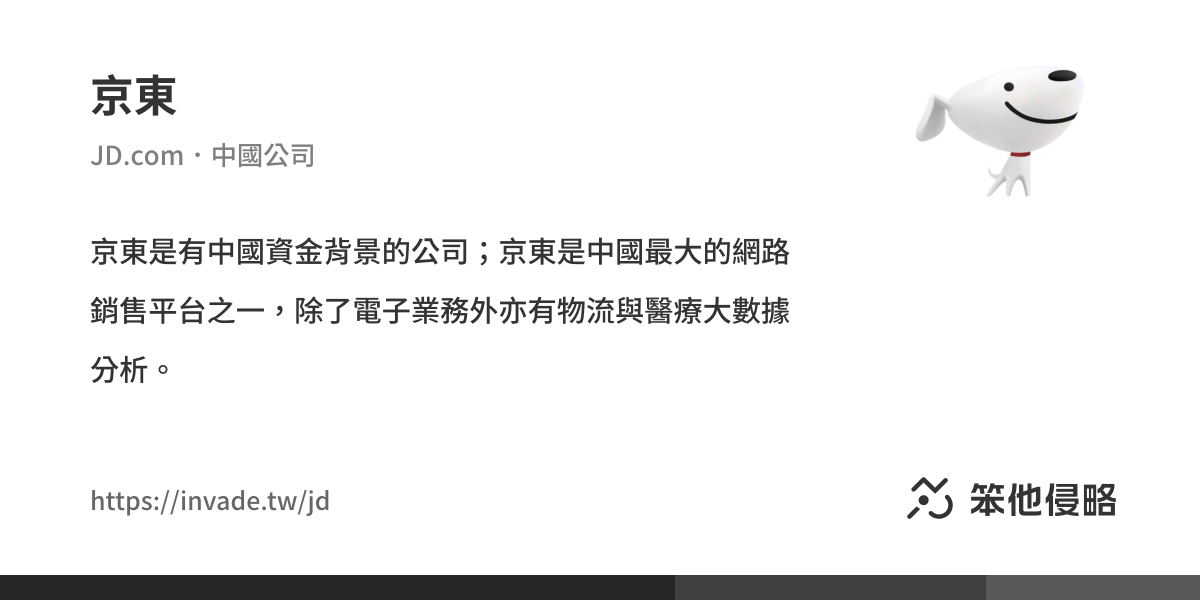 京東
JD.com・中國公司
京東是有中國資金背景的公司；京東是中國最大的網路
銷售平台之一，除了電子業務外亦有物流與醫療大數據
分析。
https://invade.tw/jd
笨他侵略